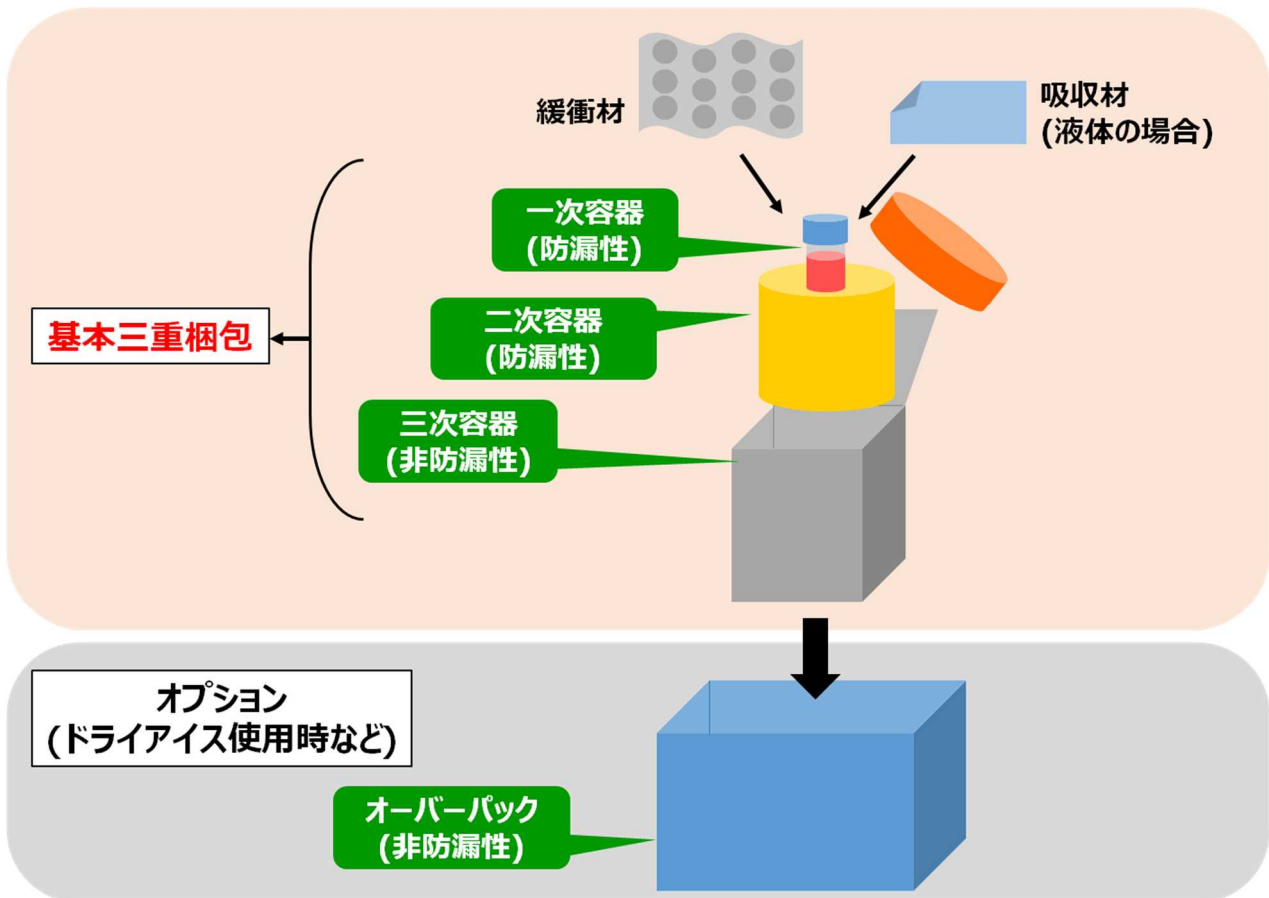 緩衝材
吸収材
(液体の場合)
一次容器
(防漏性)
二次容器
(防漏性)
基本三重梱包
三次容器
(非防漏性)
オプション
(ドライアイス使用時など)
オーバーパック
(非防漏性)